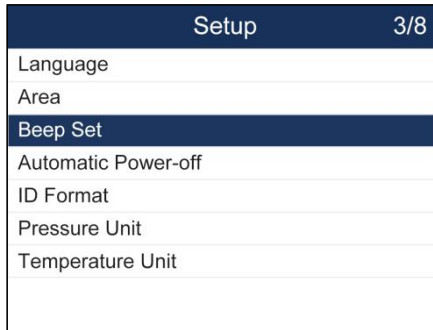 Setup 3/8
Language
Area
Beep Set
Automatic Power-off
ID Format
Pressure Unit
Temperature Unit